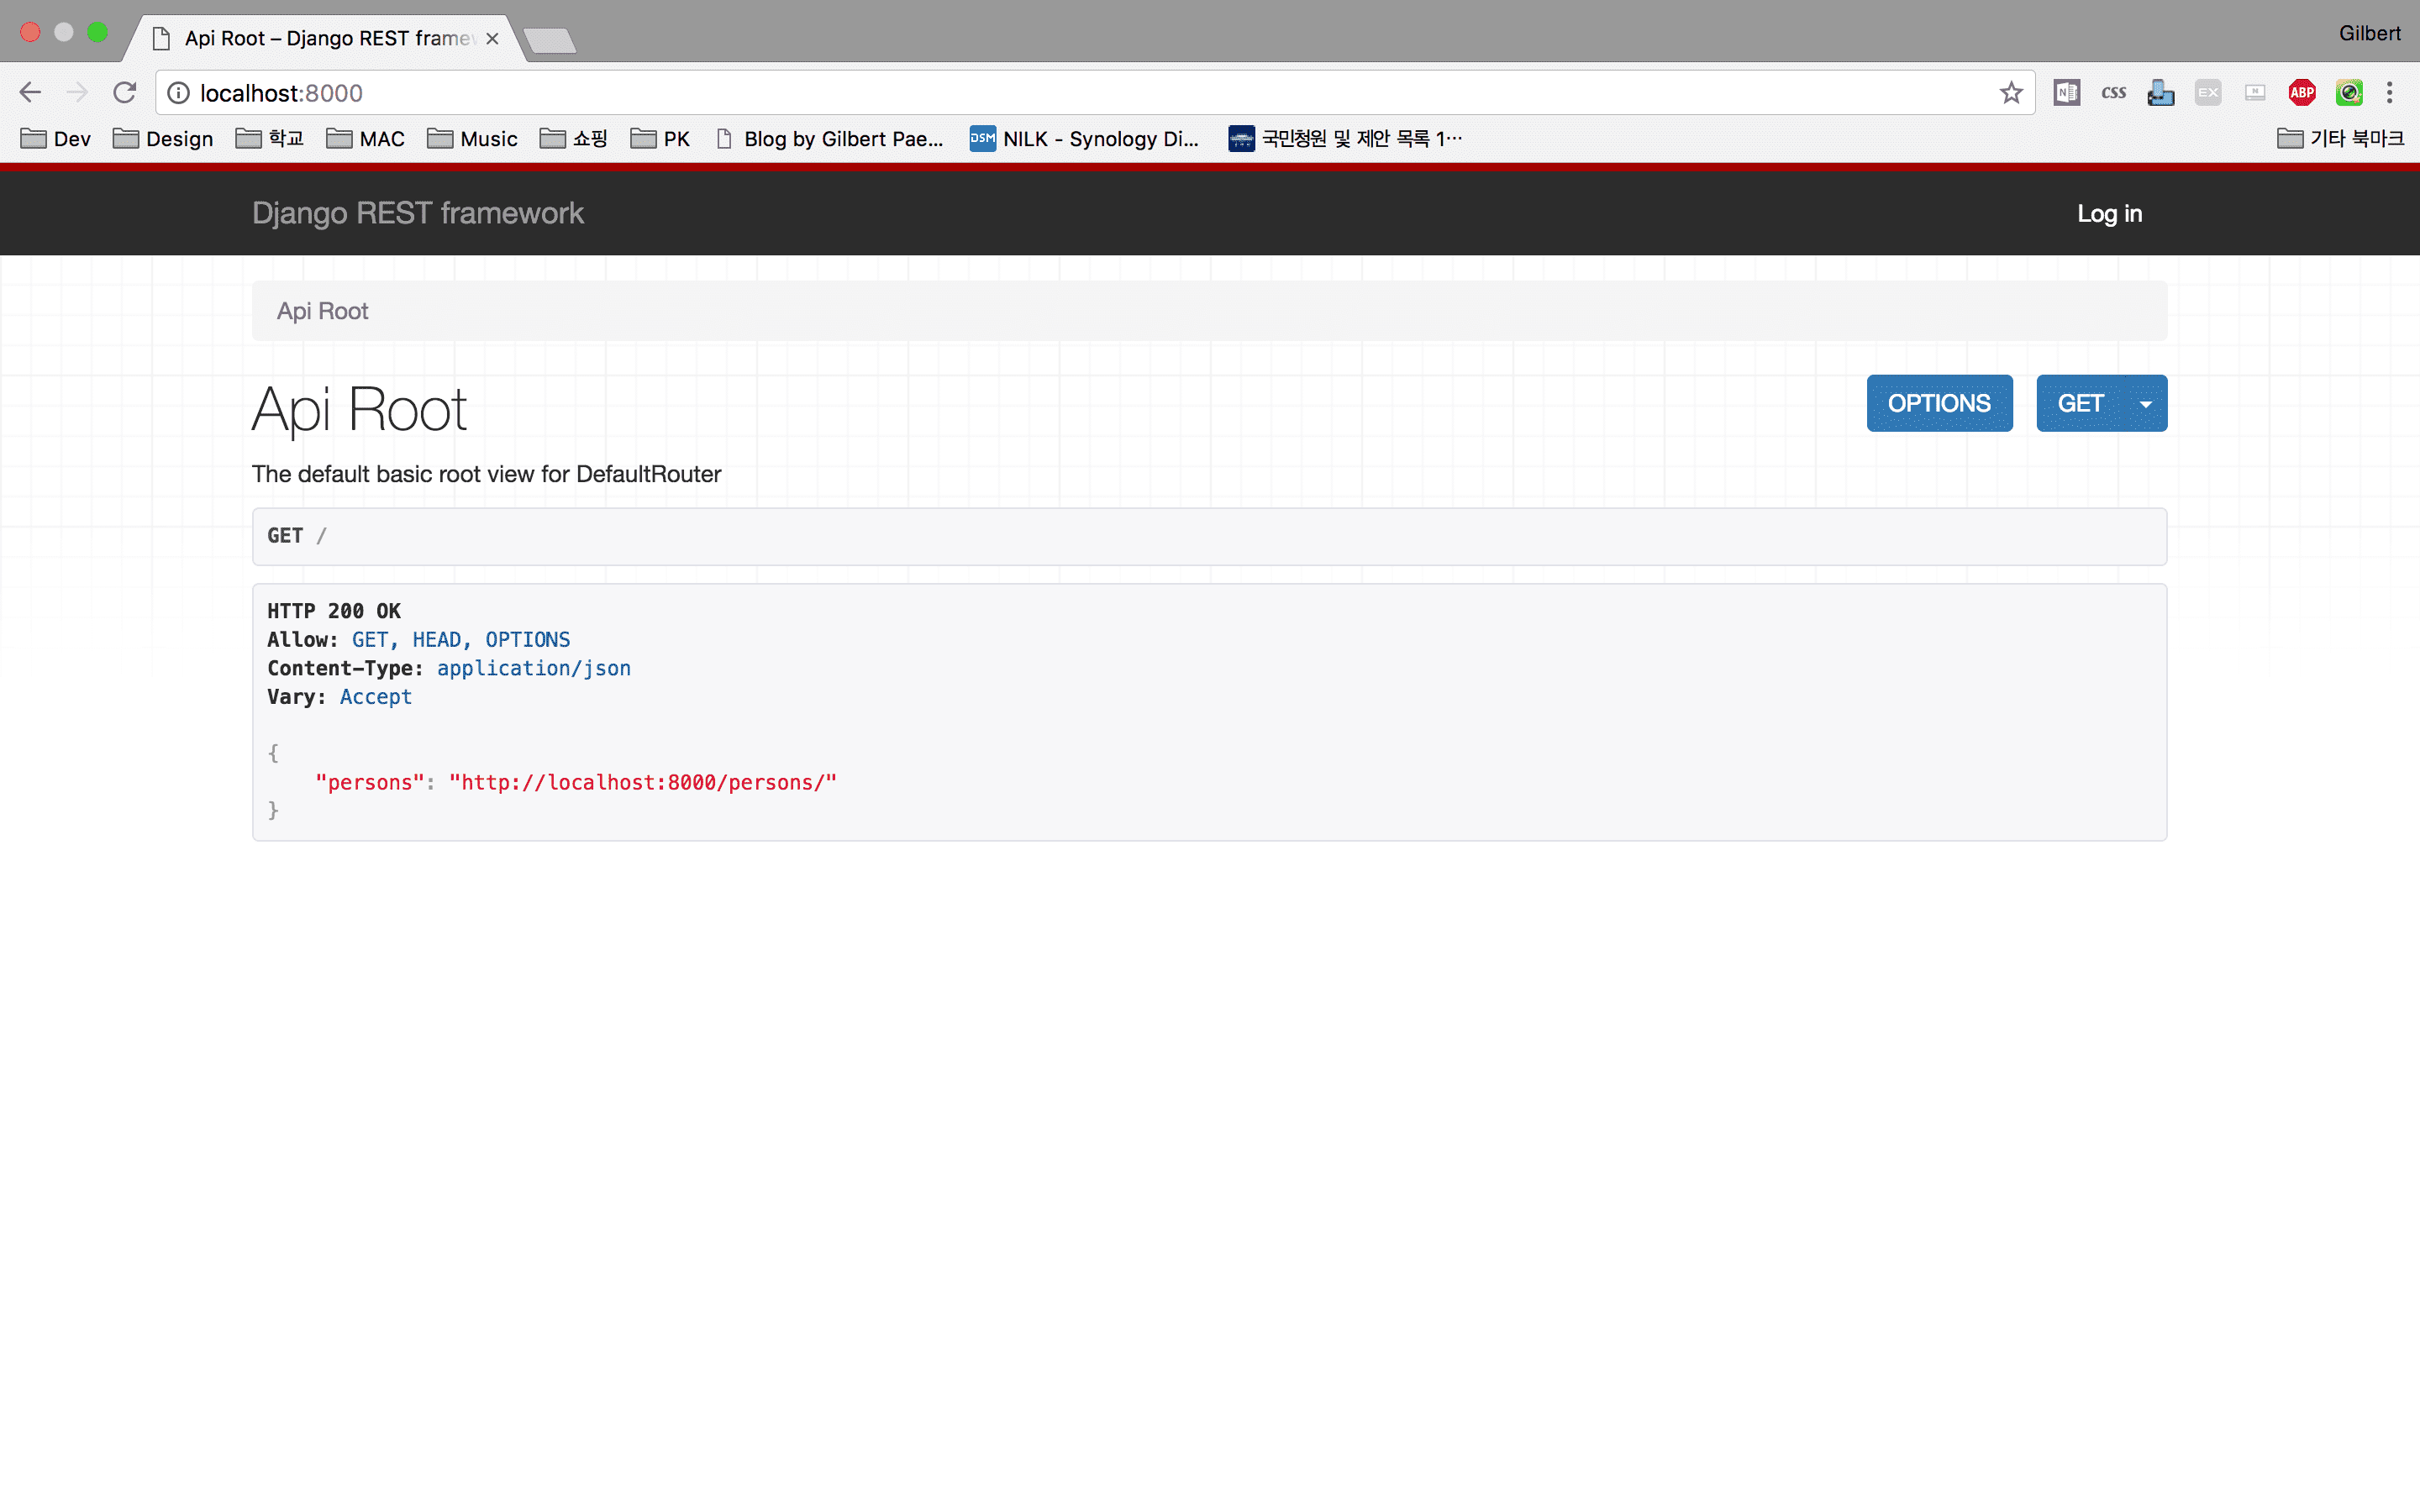 Api Root – Django REST framew
Gilbert
localhost:8000
N
css
EX
N
ABP
Dev
Design
학교
MAC
Music
쇼핑
PK
Blog by Gilbert Pae...
DSM
NILK - Synology Di...
국민청원 및 제안 목록 1⋯
기타 북마크
Django REST framework
Log in
Api Root
Api Root
OPTIONS
GET
The default basic root view for DefaultRouter
GET /
HTTP 200 OK
Allow: GET, HEAD, OPTIONS
Content-Type: application/json
Vary: Accept
{
"persons": "http://localhost:8000/persons/"
}